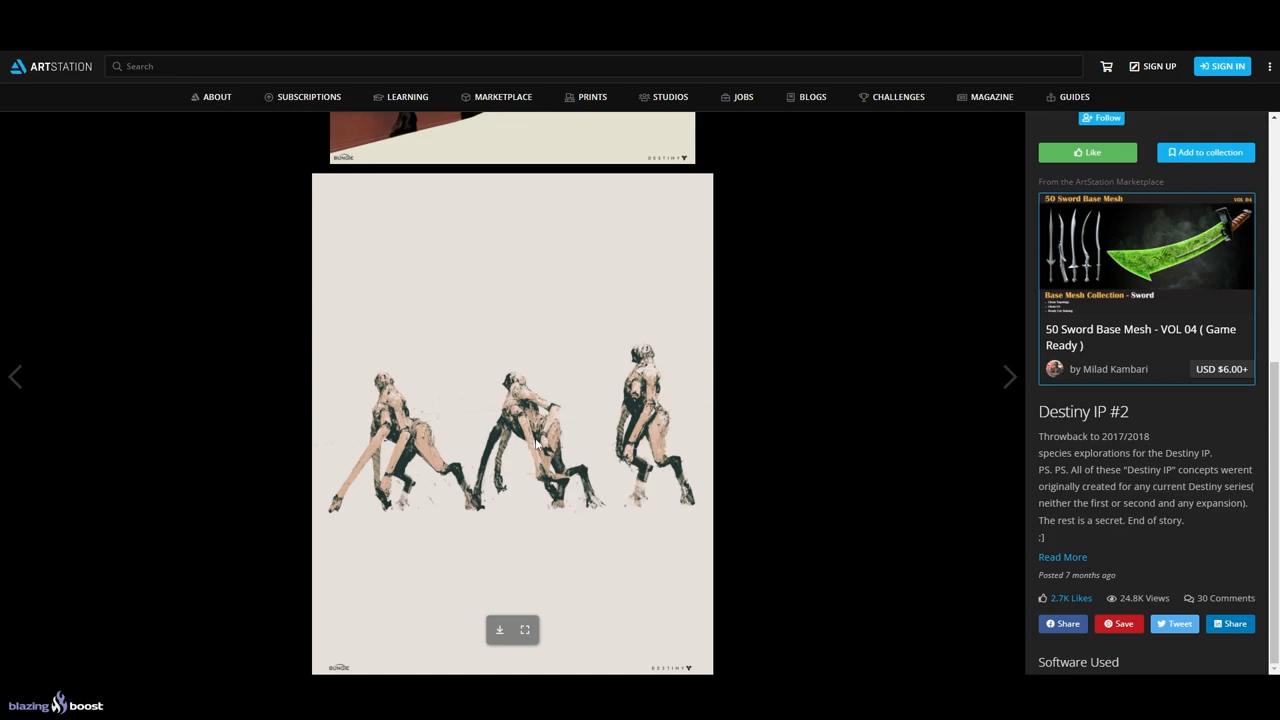 ARTSTATION
Search
SIGN UP
SIGN IN
ABOUT
SUBSCRIPTIONS
LEARNING
MARKETPLACE
PRINTS
STUDIOS
JOBS
BLOGS
CHALLENGES
MAGAZINE
GUIDES
Follow
BUNGIE
DESTINY
Like
Add to collection
From the ArtStation Marketplace
50 Sword Base Mesh
VOL 04
Base Mesh Collection - Sword
50 Sword Base Mesh - VOL 04 ( Game
Ready )
by Milad Kambari
USD $6.00+
Destiny IP #2
Throwback to 2017/2018
species explorations for the Destiny IP.
PS. PS. All of these "Destiny IP" concepts werent
originally created for any current Destiny series(
neither the first or second and any expansion).
The rest is a secret. End of story.
;]
Read More
Posted 7 months ago
2.7K Likes
24.8K Views
30 Comments
Share
Save
Tweet
Share
Software Used
BUNGIE
DESTINY
blazing boost